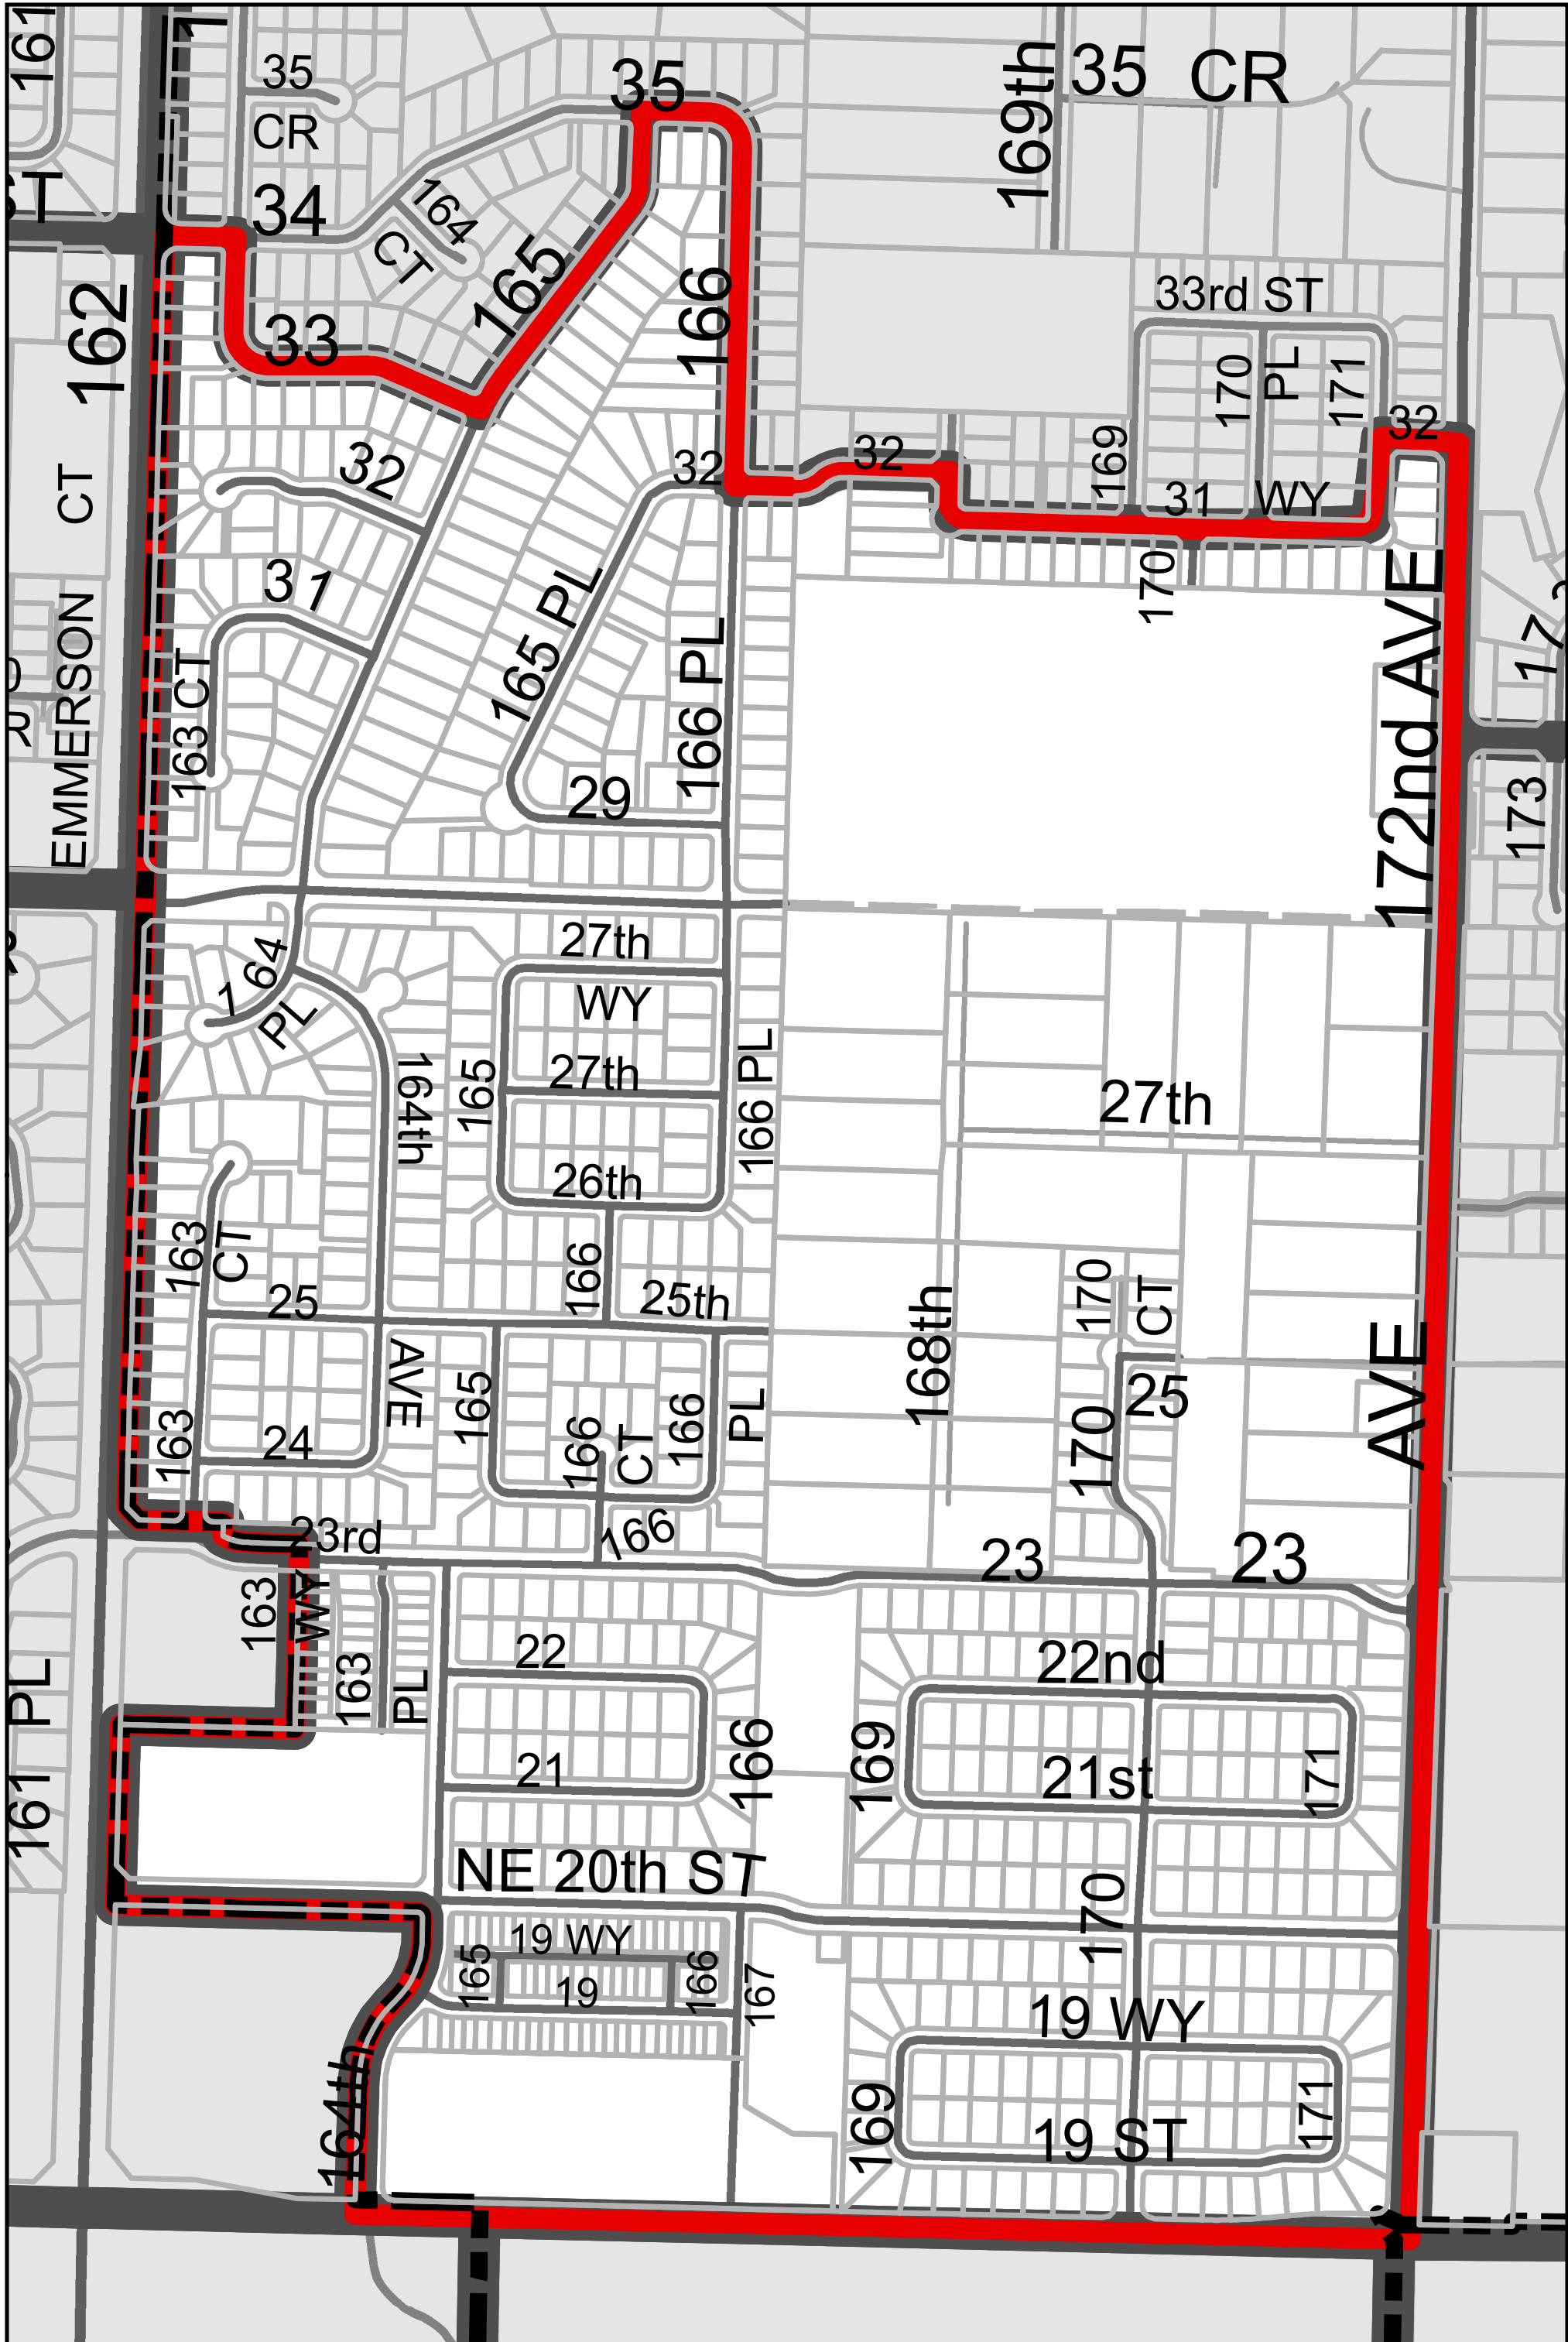 161
1
35
CR
35
169th
35 CR
ST
34
164
CT
165
162
33
166
33rd ST
170
PL
171
32
CT
32
32
32
169
31 WY
31
170
EMMERSON
163 CT
165 PL
166 PL
172nd AVE
17
29
173
27th
WY
164
PL
27th
164th
165
166 PL
27th
26th
163
CT
166
25
25th
170
CT
168th
AVE
165
166
CT
166
PL
25
170
AVE
163
24
23rd
166
23
23
163
WY
163
PL
22
22nd
161 PL
21
166
169
21st
171
NE 20th ST
170
19 WY
165
19
166
167
19 WY
164th
169
19 ST
171